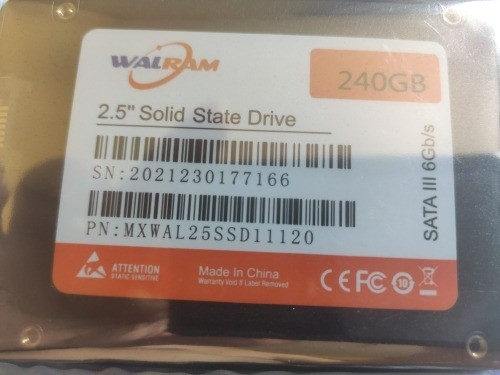 WALRAM
240GB
2.5" Solid State Drive
SN:2021230177166
PN:MXWAL25SSD11120
SATA III 6Gb/s
ATTENTION
STATIC SENSITIVE
Made In China
Warranty Void If Label Removed
CE FC 10